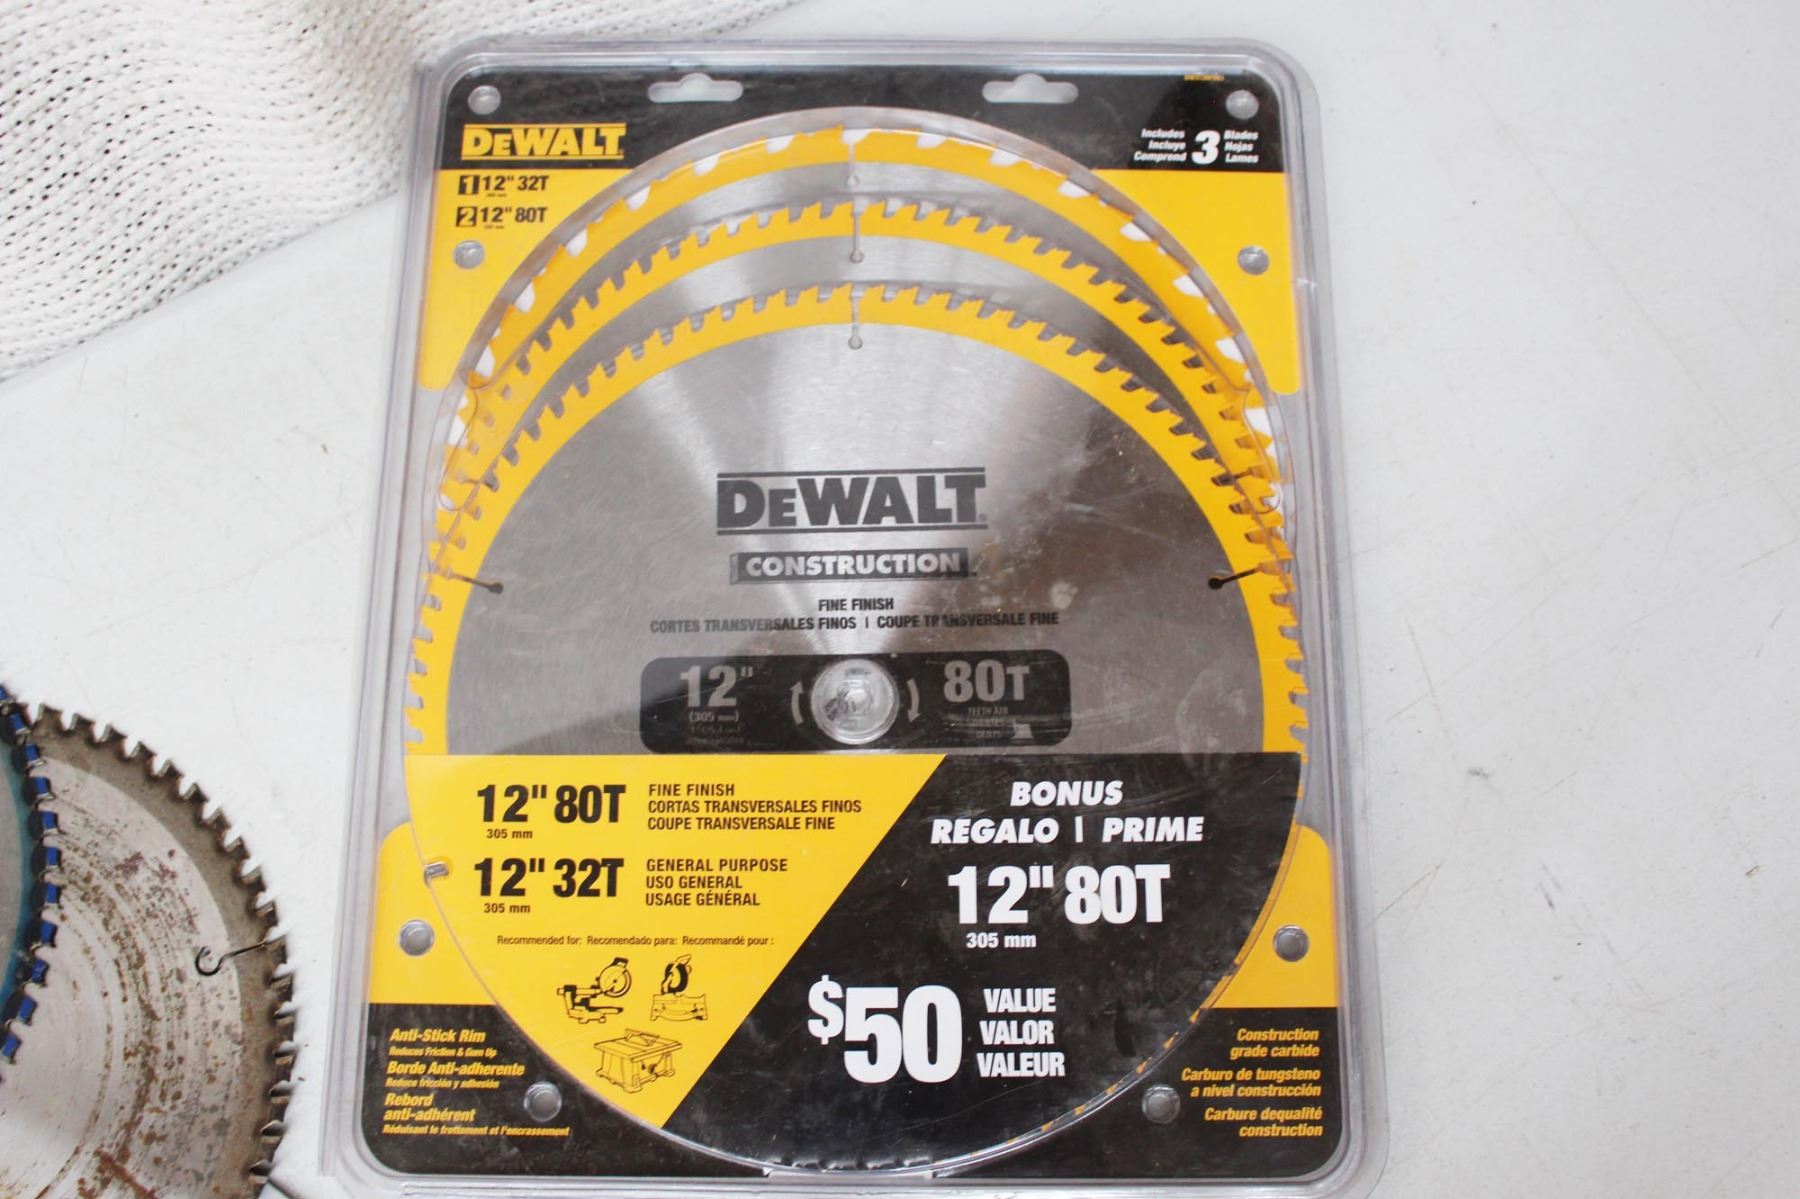 DEWALT
1 12" 32T
2 12" 80T
Includes
Incluye
Comprend
3
Blades
Hojas
Lames
DEWALT
CONSTRUCTION
FINE FINISH
CORTES TRANSVERSALES FINOS | COUPE TRANSVERSALE FINE
12"
(305 mm)
80T
12" 80T
305 mm
FINE FINISH
CORTAS TRANSVERSALES FINOS
COUPE TRANSVERSALE FINE
12" 32T
305 mm
GENERAL PURPOSE
USO GENERAL
USAGE GÉNÉRAL
Recommended for: Recomendado para: Recommandé pour :
BONUS
REGALO | PRIME
12" 80T
305 mm
$50
VALUE
VALOR
VALEUR
Anti-Stick Rim
Reduces Friction & Gum Up
Borde Anti-adherente
Reduce fricción y adhesión
Rebord
anti-adhérent
Réduisant le frottement et l'encrassement
Construction
grade carbide
Carburo de tungsteno
a nivel construcción
Carbure dequalité
construction